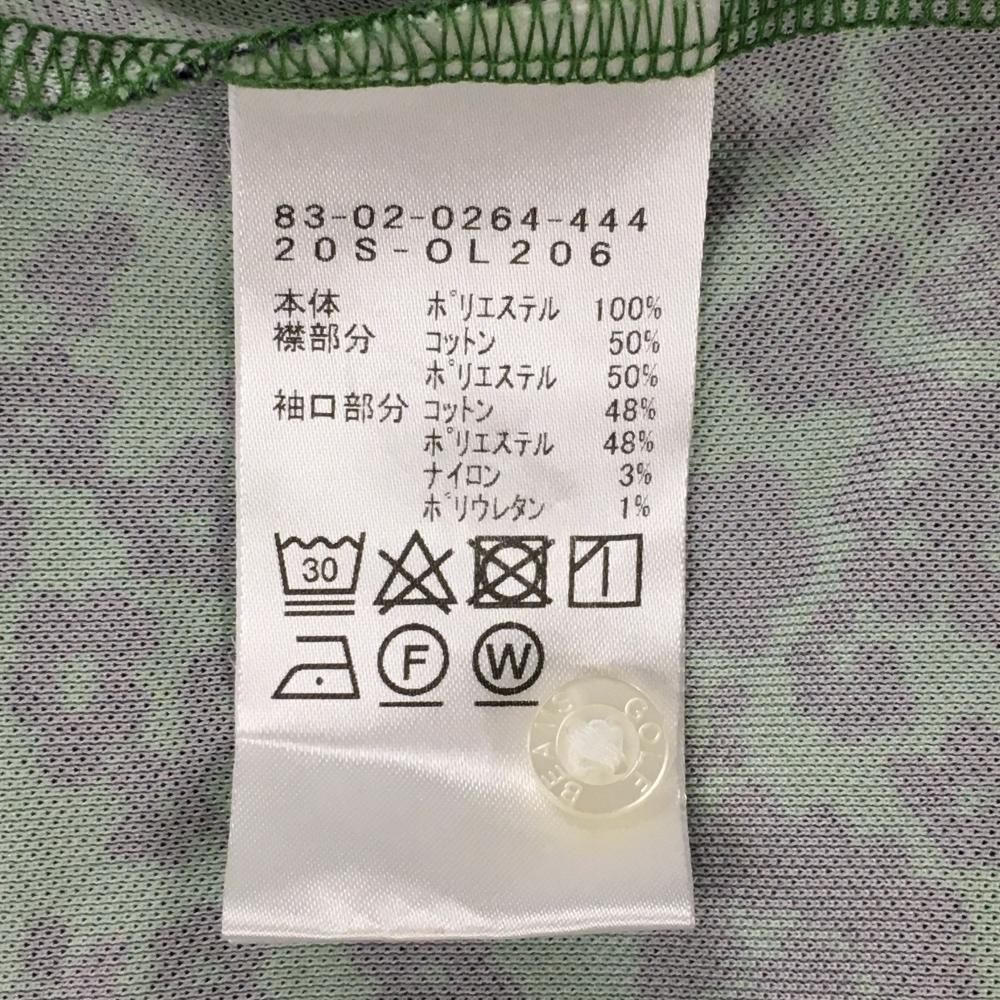 83-02-0264-444
20S-OL206
本体 ポリエステル 100%
襟部分 コットン 50%
ポリエステル 50%
袖口部分 コットン 48%
ポリエステル 48%
ナイロン 3%
ポリウレタン 1%
30
F W
BEAMS GOLF